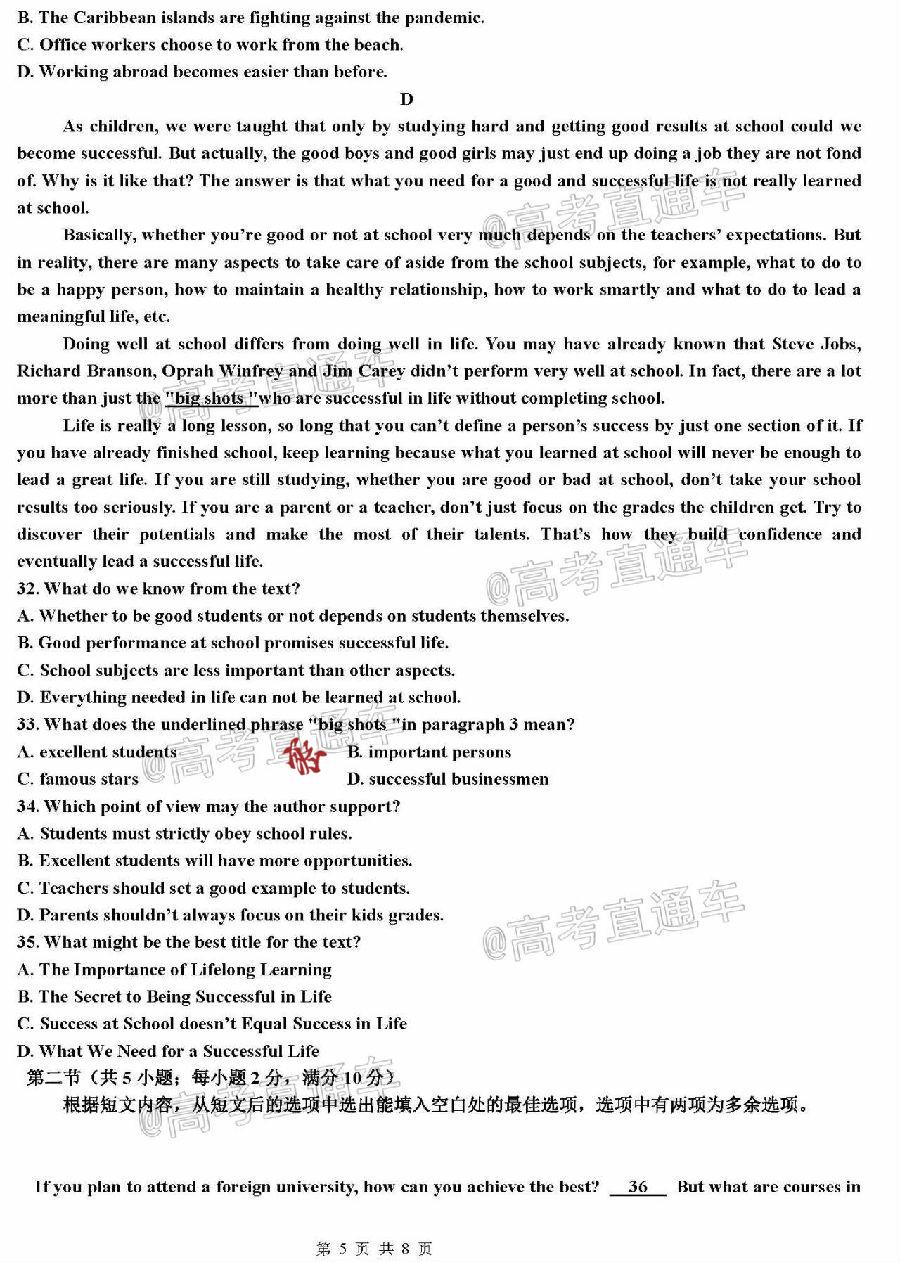 B. The Caribbean islands are fighting against the pandemic.
C. Office workers choose to work from the beach.
D. Working abroad becomes easier than before.
D
As children, we were taught that only by studying hard and getting good results at school could we
become successful. But actually, the good boys and good girls may just end up doing a job they are not fond
of. Why is it like that? The answer is that what you need for a good and successful life is not really learned
at school.
@高考直通车
Basically, whether you're good or not at school very much depends on the teachers' expectations. But
in reality, there are many aspects to take care of aside from the school subjects, for example, what to do to
be a happy person, how to maintain a healthy relationship, how to work smartly and what to do to lead a
meaningful life, etc.
Doing well at school differs from doing well in life. You may have already known that Steve Jobs,
Richard Branson, Oprah Winfrey and Jim Carey didn't perform very well at school. In fact, there are a lot
more than just the "big shots "who are successful in life without completing school.
@高考直通车
Life is really a long lesson, so long that you can't define a person's success by just one section of it. If
you have already finished school, keep learning because what you learned at school will never be enough to
lead a great life. If you are still studying, whether you are good or bad at school, don't take your school
results too seriously. If you are a parent or a teacher, don't just focus on the grades the children get. Try to
discover their potentials and make the most of their talents. That's how they build confidence and
eventually lead a successful life.
@高考直通车
32. What do we know from the text?
A. Whether to be good students or not depends on students themselves.
B. Good performance at school promises successful life.
C. School subjects are less important than other aspects.
D. Everything needed in life can not be learned at school.
33. What does the underlined phrase "big shots "in paragraph 3 mean?
A. excellent students B. important persons
@高考直通车
C. famous stars D. successful businessmen
34. Which point of view may the author support?
A. Students must strictly obey school rules.
B. Excellent students will have more opportunities.
C. Teachers should set a good example to students.
D. Parents shouldn't always focus on their kids grades.
@高考直通车
35. What might be the best title for the text?
A. The Importance of Lifelong Learning
B. The Secret to Being Successful in Life
C. Success at School doesn't Equal Success in Life
D. What We Need for a Successful Life
第二节（共 5 小题；每小题 2 分，满分 10 分）
@高考直通车
根据短文内容，从短文后的选项中选出能填入空白处的最佳选项，选项中有两项为多余选项。
If you plan to attend a foreign university, how can you achieve the best? 36 But what are courses in
第 5 页 共 8 页